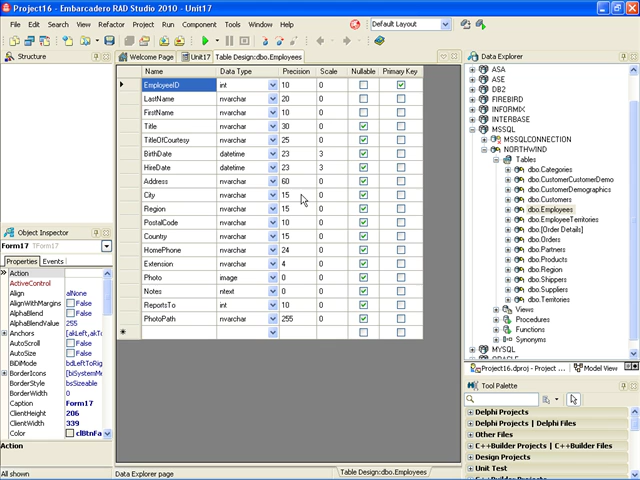 Project16 - Embarcadero RAD Studio 2010 - Unit17
File Edit Search View Refactor Project Run Component Tools Window Help
Default Layout
Structure
Welcome Page Unit17 Table Design:dbo.Employees
Name Data Type Precision Scale Nullable Primary Key
EmployeeID int 10 0
LastName nvarchar 20 0
FirstName nvarchar 10 0
Title nvarchar 30 0
TitleOfCourtesy nvarchar 25 0
BirthDate datetime 23 3
HireDate datetime 23 3
Address nvarchar 60 0
City nvarchar 15 0
Region nvarchar 15 0
PostalCode nvarchar 10 0
Country nvarchar 15 0
HomePhone nvarchar 24 0
Extension nvarchar 4 0
Photo image 0 0
Notes ntext 0 0
ReportsTo int 10 0
PhotoPath nvarchar 255 0
Data Explorer
ASA
ASE
DB2
FIREBIRD
INFORMIX
INTERBASE
MSSQL
MSSQLCONNECTION
NORTHWIND
Tables
dbo.Categories
dbo.CustomerCustomerDemo
dbo.CustomerDemographics
dbo.Customers
dbo.Employees
dbo.EmployeeTerritories
dbo.[Order Details]
dbo.Orders
dbo.Partners
dbo.Products
dbo.Region
dbo.Shippers
dbo.Suppliers
dbo.Territories
Views
Procedures
Functions
Synonyms
MYSQL
ORACLE
Project16.dproj - Project ... Model View ...
Tool Palette
Search
Delphi Projects
Delphi Projects | Delphi Files
Other Files
C++Builder Projects | C++Builder Files
Design Projects
Unit Test
Object Inspector
Form17 TForm17
Properties Events
Action
ActiveControl
Align alNone
AlignWithMargins False
AlphaBlend False
AlphaBlendValue 255
Anchors [akLeft,akTo
AutoScroll False
AutoSize False
BiDiMode bdLeftToRig
BorderIcons [biSystemMe
BorderStyle bsSizeable
BorderWidth 0
Caption Form17
ClientHeight 206
ClientWidth 339
Color clBtnFa
Action
All shown
Data Explorer page
Table Design:dbo.Employees